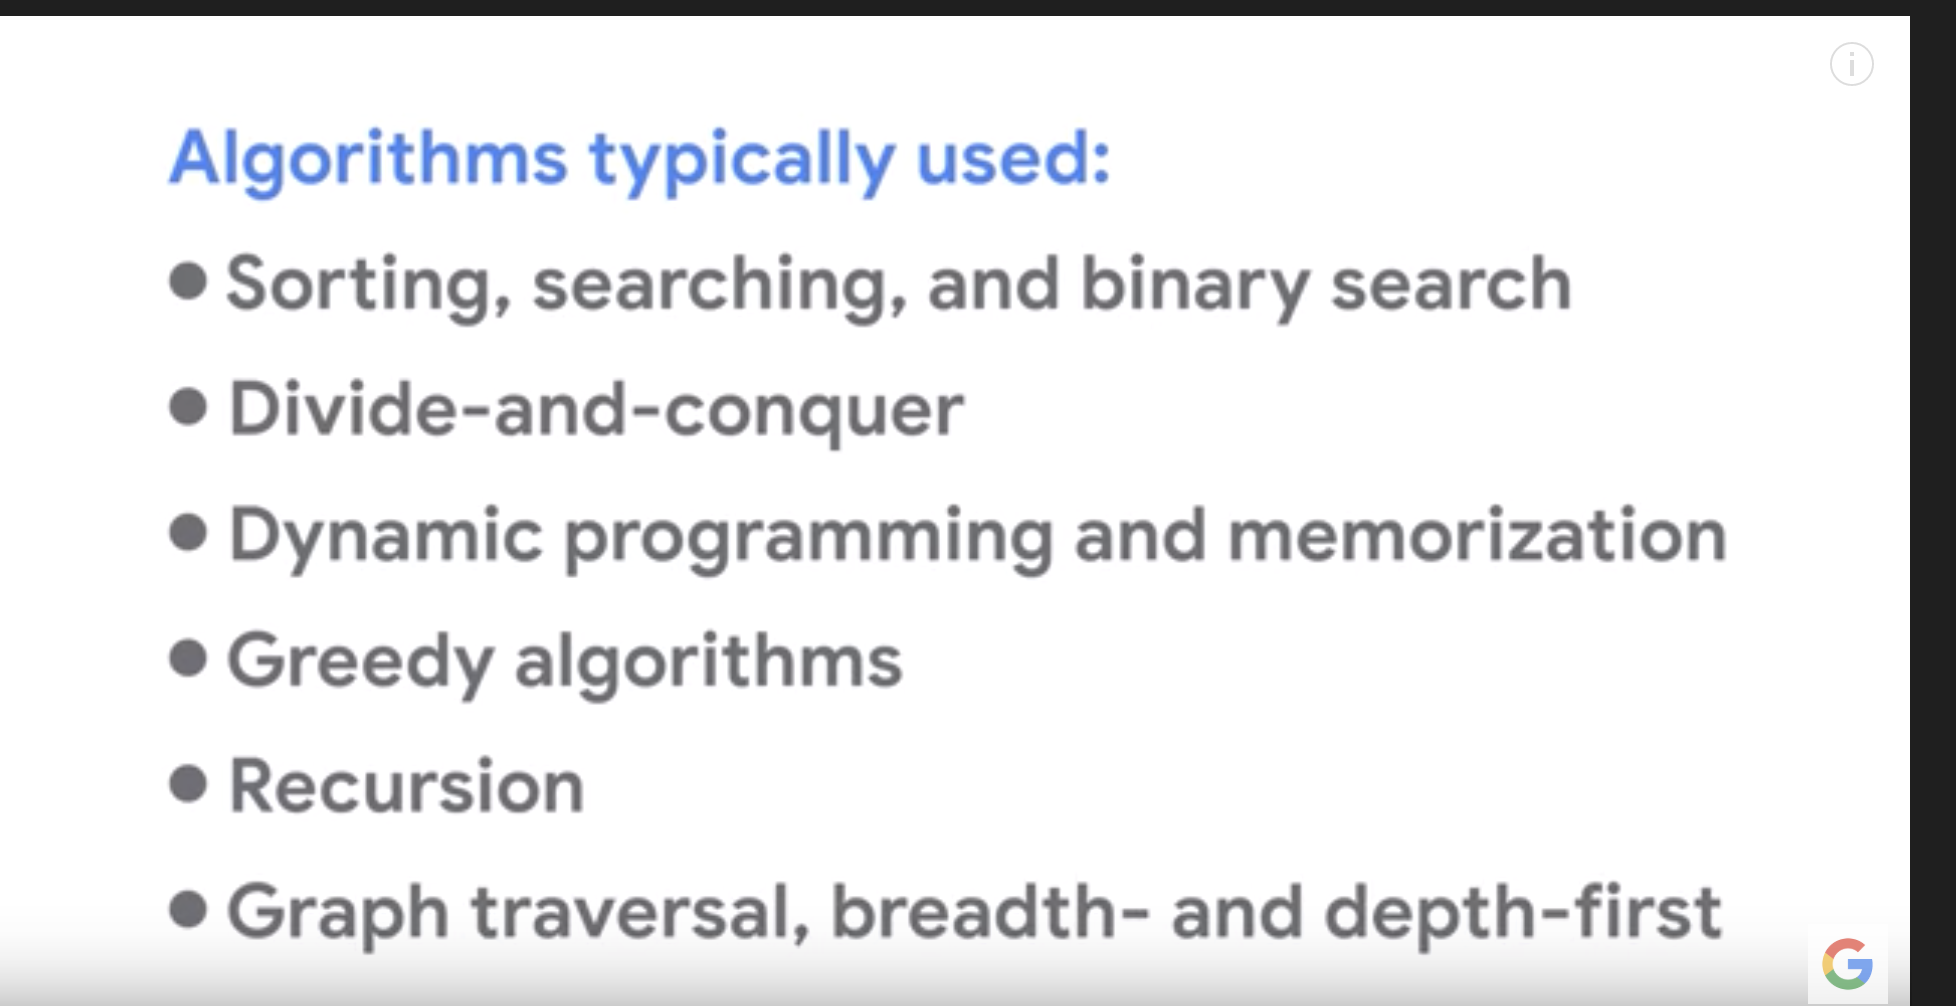 Algorithms typically used:
● Sorting, searching, and binary search
● Divide-and-conquer
● Dynamic programming and memorization
● Greedy algorithms
● Recursion
● Graph traversal, breadth- and depth-first